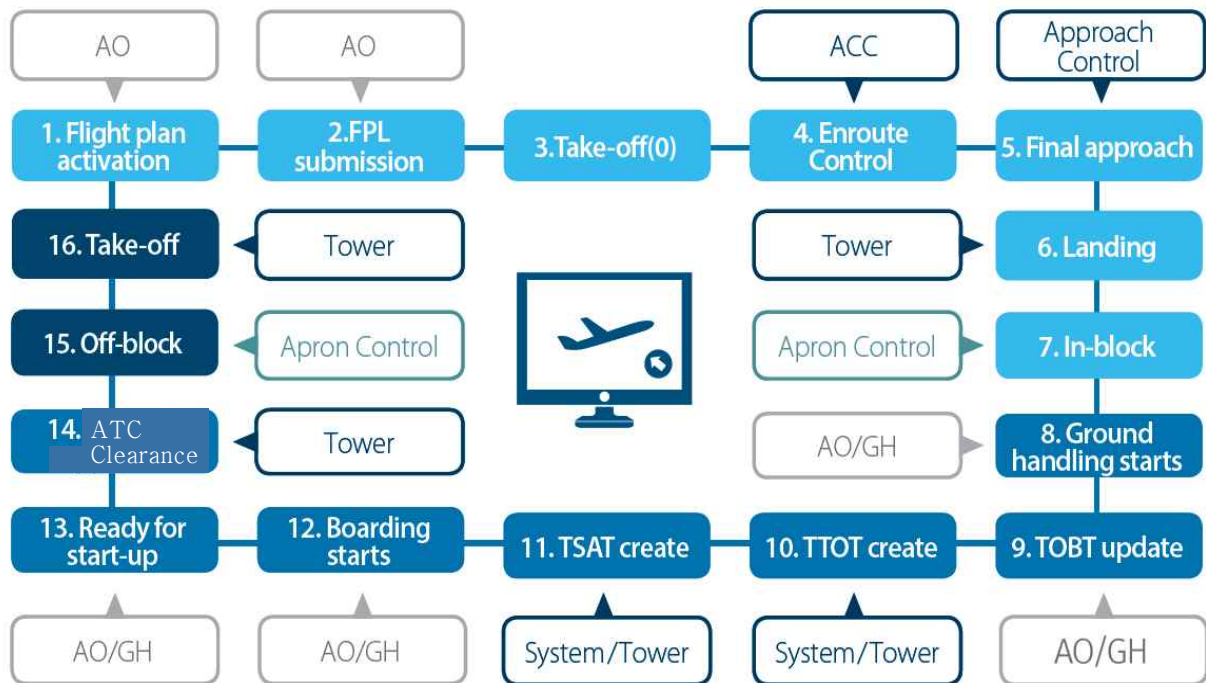 AO
AO
ACC
Approach
Control
1. Flight plan
activation
2.FPL
submission
3.Take-off(0)
4. Enroute
Control
5. Final approach
16. Take-off
Tower
Tower
6. Landing
15. Off-block
Apron Control
Apron Control
7. In-block
14. ATC
Clearance
Tower
AO/GH
8. Ground
handling starts
13. Ready for
start-up
12. Boarding
starts
11. TSAT create
10. TTOT create
9. TOBT update
AO/GH
AO/GH
System/Tower
System/Tower
AO/GH